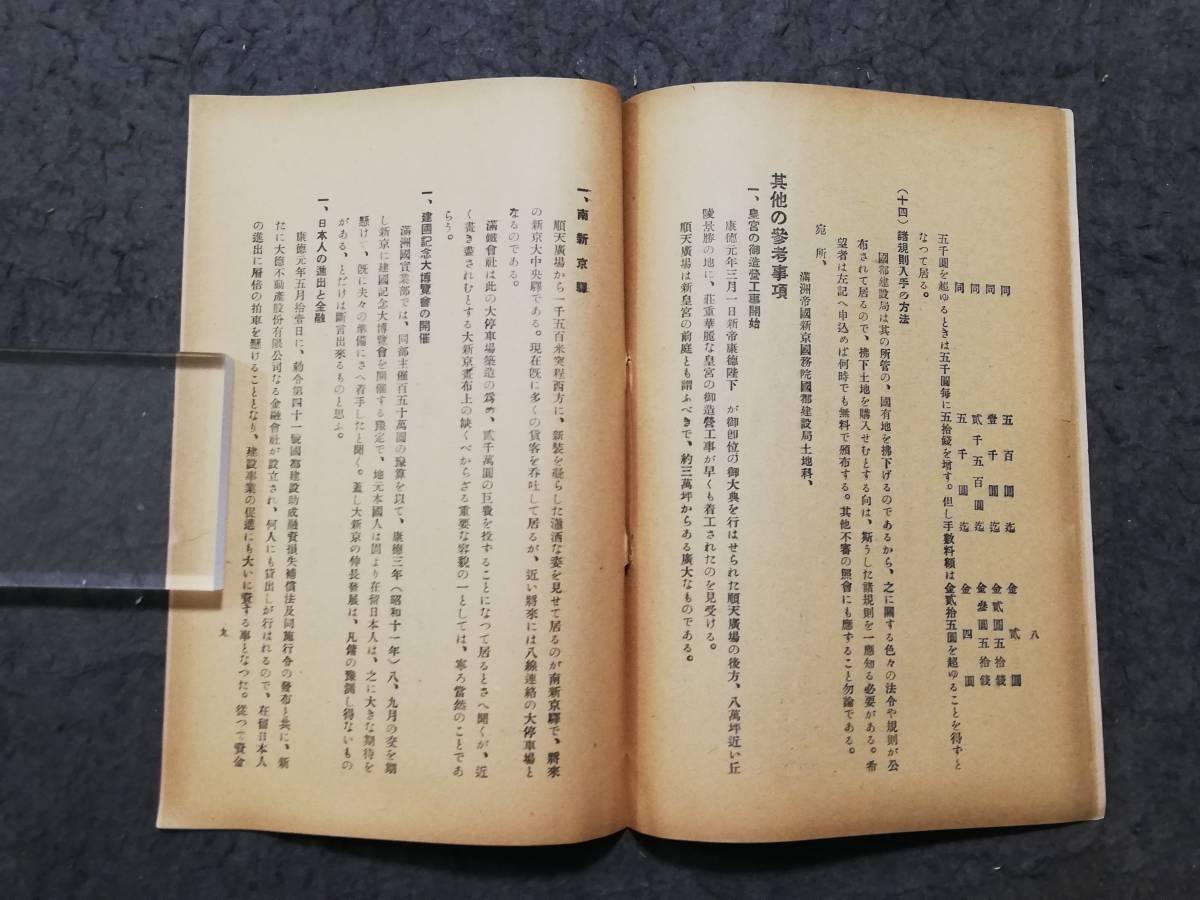 八
同 五百圓迄 金貳圓
同 壹千圓迄 金貳圓五拾錢
同 貳千五百圓迄 金叁圓五拾錢
同 五千圓迄 金四圓
五千圓を超ゆるときは五千圓每に五拾錢を增す。但し手數料額は金貳拾五圓を超ゆることを得ずと
なつて居る。
(十四) 諸規則入手の方法
國都建設局は其の所管の、國有地を拂下げるのであるから、之に關する色々の法令や規則が公
布されて居るので、拂下土地を購入せむとする向は、斯うした諸規則を一應知る必要がある。希
望者は左記へ申込めば何時でも無料で頒布する。其他不審の照會にも應ずること勿論である。
宛所、
滿洲帝國新京國務院國都建設局土地科、
其他の參考事項
一、皇宮の御造營工事開始
康德元年三月一日新帝康德陛下 が御卽位の御大典を行はせられた順天廣場の後方、八萬坪近い丘
陵景勝の地に、莊重華麗な皇宮の御造營工事が早くも着工されたのを見受ける。
順天廣場は新皇宮の前庭とも謂ふべきで、約三萬坪からある廣大なものである。
一、南新京驛
順天廣場から一千五百米突程西方に、新裝を凝らした瀟洒な姿を見せて居るのが南新京驛で、將來
の新京大中央驛である。現在旣に多くの貨客を呑吐して居るが、近い將來には八線連絡の大停車場と
なるのである。
滿鐵會社は此の大停車場築造の爲め、貳千萬圓の巨費を投ずることになつて居るとさへ聞くが、近
く畫き盡されむとする大新京畫布上の缺くべからざる重要な容貌の一としては、寧ろ當然のことであ
らう。
一、建國記念大博覽會の開催
滿洲國實業部では、同部主催百五十萬圓の豫算を以て、康德三年(昭和十一年)八、九月の交を期
し新京に建國記念大博覽會を開催する豫定で、地元本國人は固より在留日本人は、之に大きな期待を
懸けて、旣に夫々の準備にさへ着手したと聞く。蓋し大新京の伸長發展は、凡傭の豫測し得ないもの
がある、とだけは斷言出來るものと思ふ。
一、日本人の進出と金融
康德元年五月拾壹日に、勅令第四十一號國都建設助成融資損失補償法及同施行令の發布と共に、新
たに大德不動產股份有限公司なる金融會社が設立され、何人にも貸出しが行はれるので、在留日本人
の進出に層倍の拍車を懸けることとなり、建設事業の促進にも大いに資する事となつた。從つて資金
九